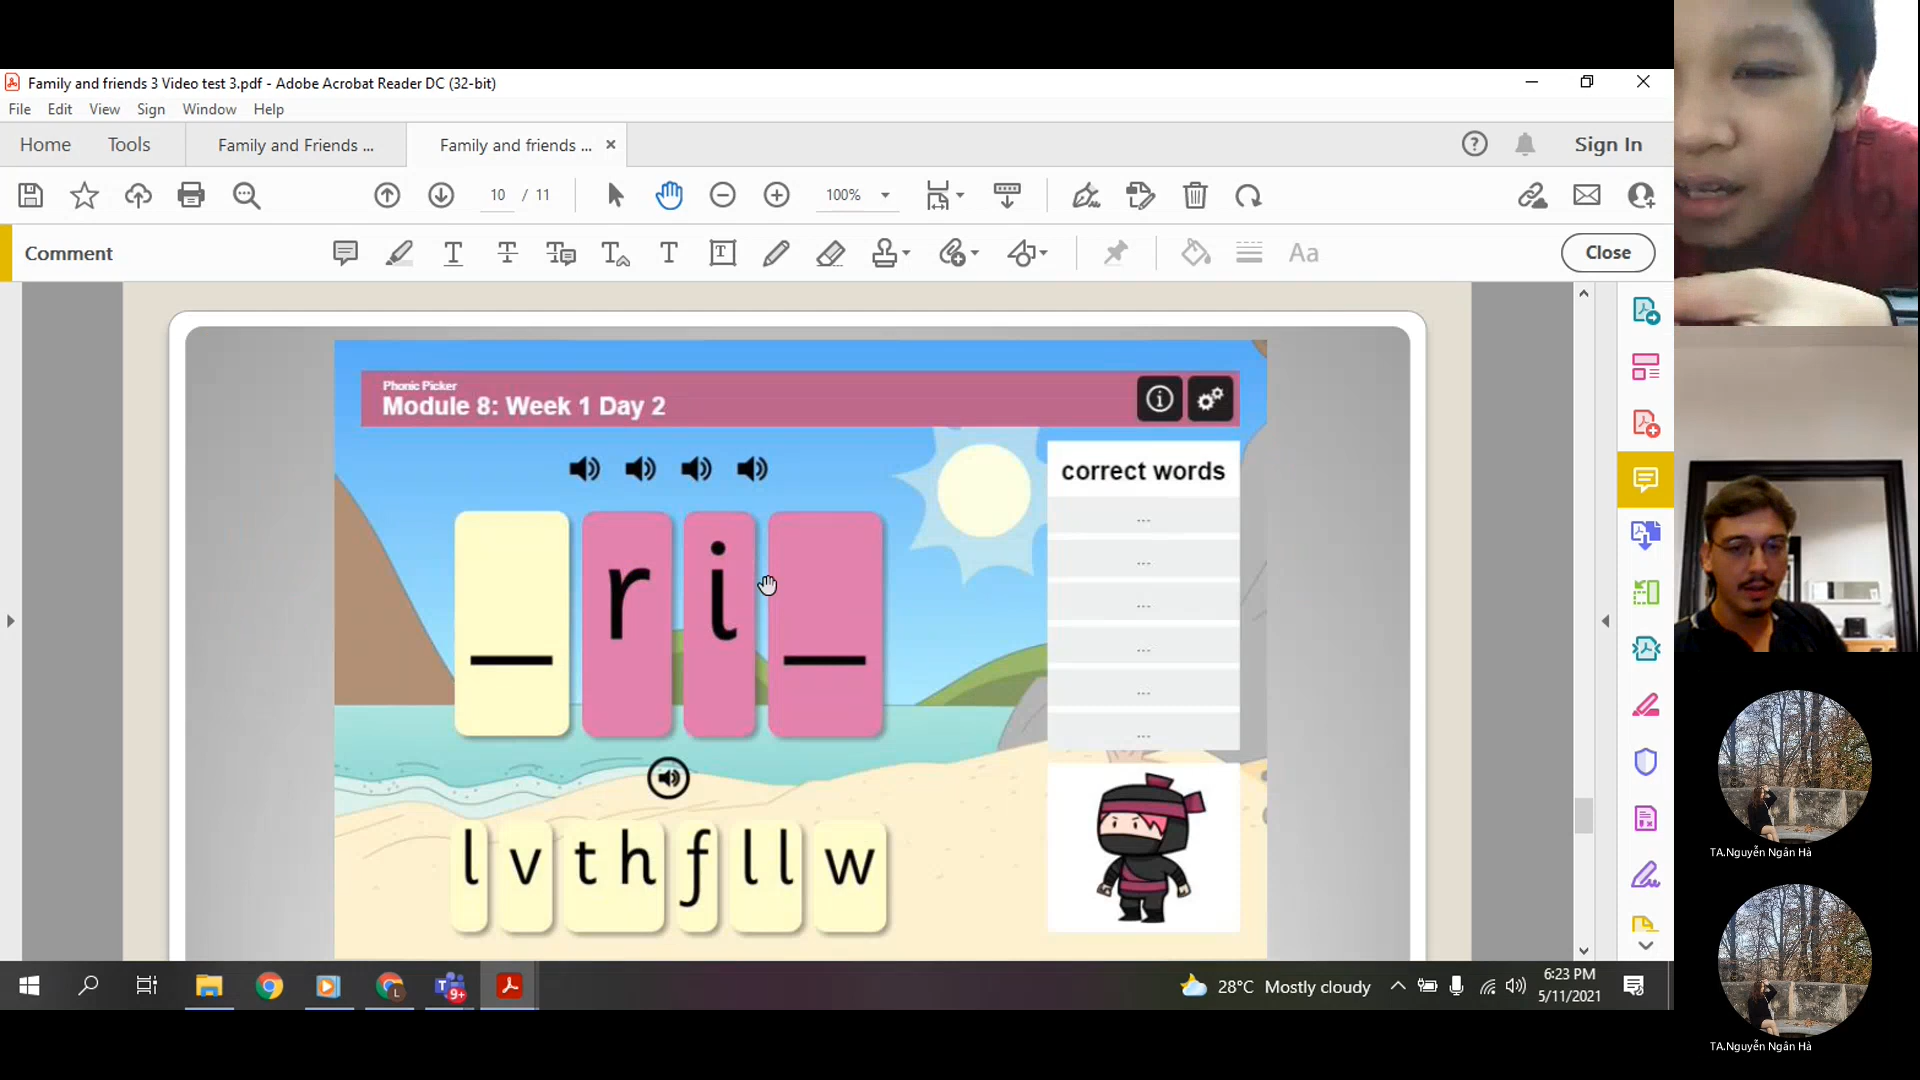 Family and friends 3 Video test 3.pdf - Adobe Acrobat Reader DC (32-bit)
File Edit View Sign Window Help
Home Tools Family and Friends ... Family and friends ... × Sign In
10 / 11 100%
Comment
Close
Phonic Picker
Module 8: Week 1 Day 2
correct words
...
...
...
...
...
...
_ r i _
l v th f ll w
TA.Nguyễn Ngân Hà
TA.Nguyễn Ngân Hà
9+
28°C Mostly cloudy
6:23 PM
5/11/2021